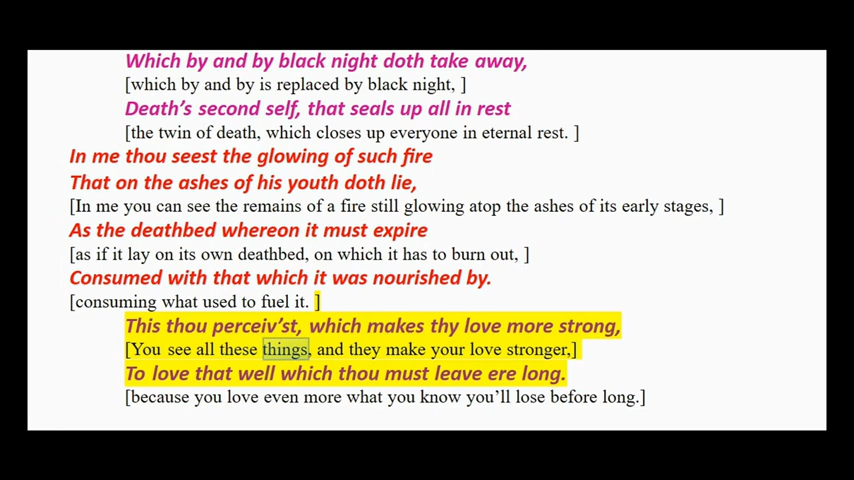 Which by and by black night doth take away,
[which by and by is replaced by black night, ]
Death's second self, that seals up all in rest
[the twin of death, which closes up everyone in eternal rest. ]
In me thou seest the glowing of such fire
That on the ashes of his youth doth lie,
[In me you can see the remains of a fire still glowing atop the ashes of its early stages, ]
As the deathbed whereon it must expire
[as if it lay on its own deathbed, on which it has to burn out, ]
Consumed with that which it was nourished by.
[consuming what used to fuel it. ]
This thou perceiv'st, which makes thy love more strong,
[You see all these things, and they make your love stronger,]
To love that well which thou must leave ere long.
[because you love even more what you know you'll lose before long.]